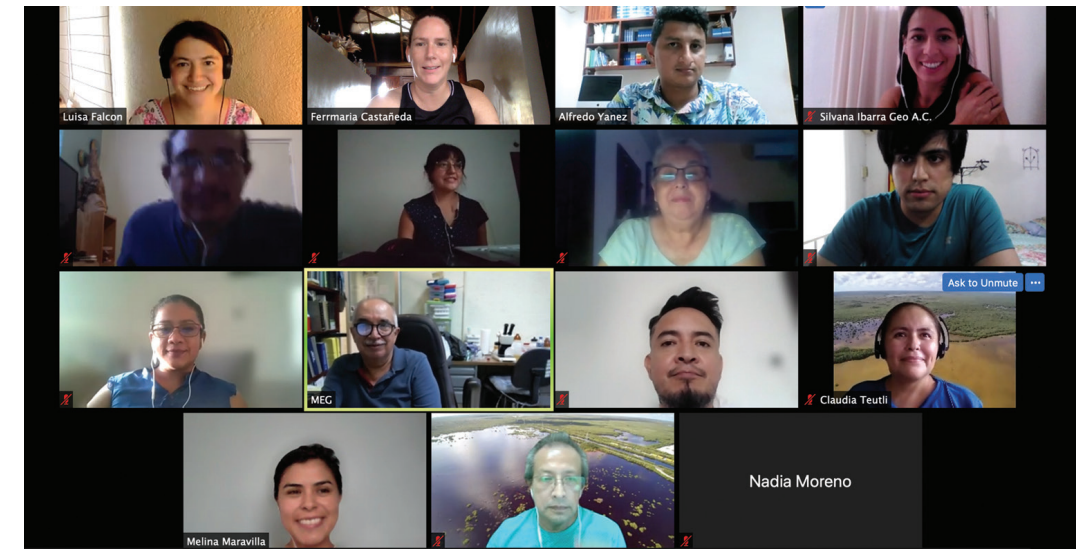 Luisa Falcon
Ferrmaria Castañeda
Alfredo Yanez
Silvana Ibarra Geo A.C.
Ask to Unmute
MEG
Claudia Teutli
Nadia Moreno
Melina Maravilla